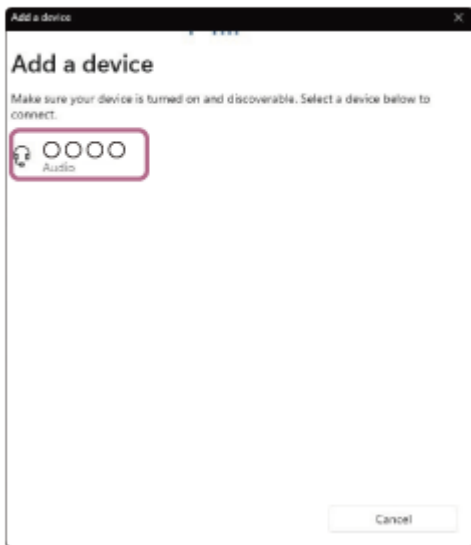 Add a device
Add a device
Make sure your device is turned on and discoverable. Select a device below to
connect.
○○○○
Audio
Cancel